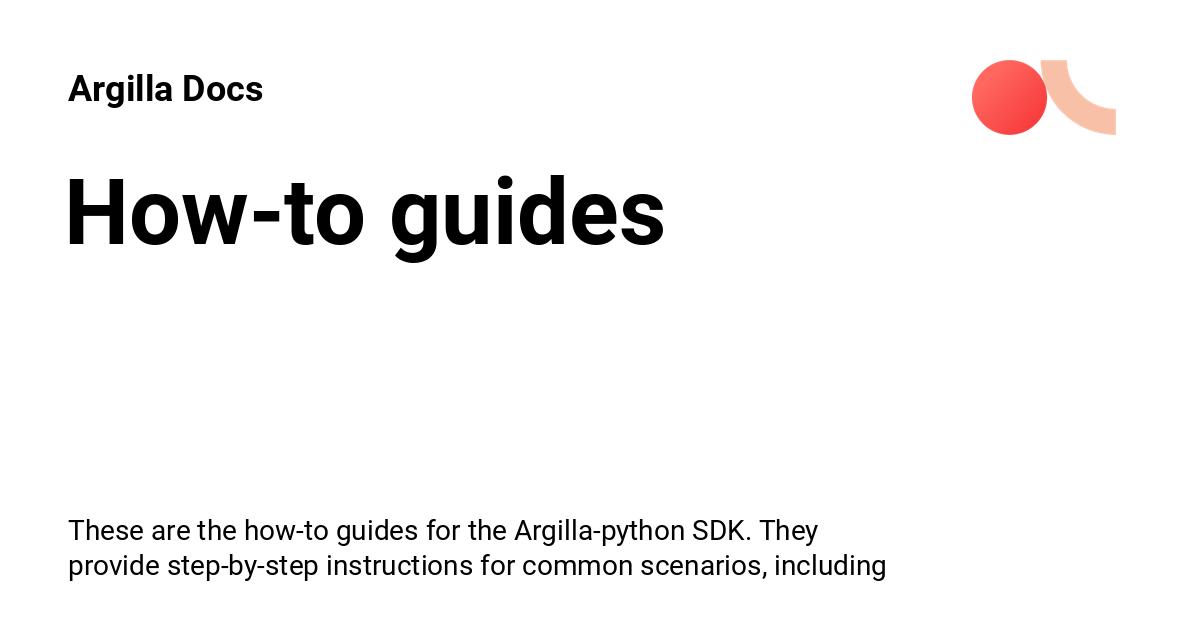 Argilla Docs
How-to guides
These are the how-to guides for the Argilla-python SDK. They
provide step-by-step instructions for common scenarios, including